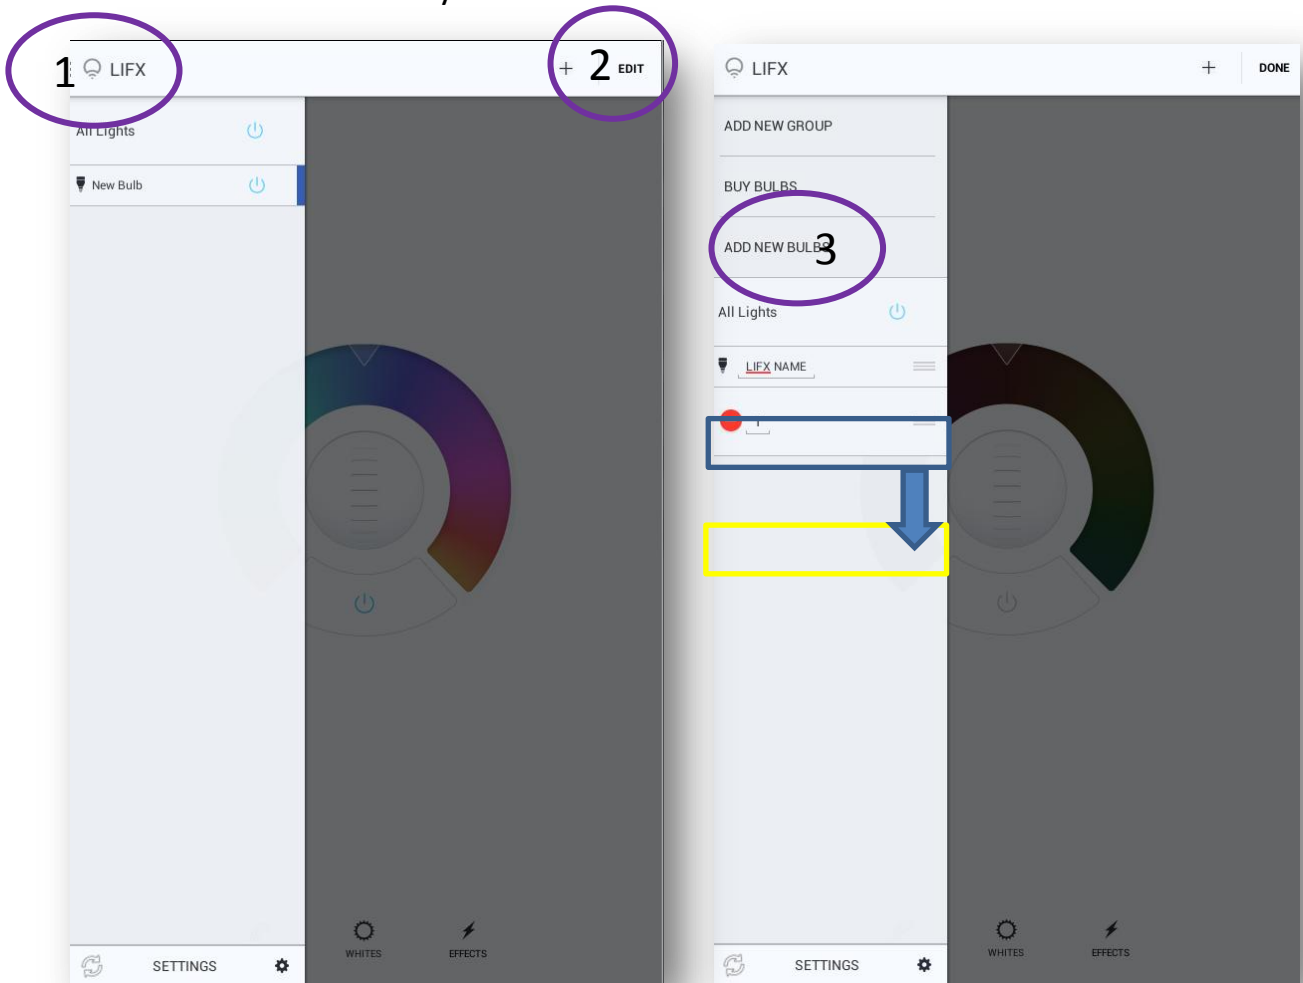 1 LIFX + 2 EDIT
All Lights
New Bulb
WHITES EFFECTS
SETTINGS
LIFX + DONE
ADD NEW GROUP
BUY BULBS
ADD NEW BULBS 3
All Lights
LIFX NAME
WHITES EFFECTS
SETTINGS